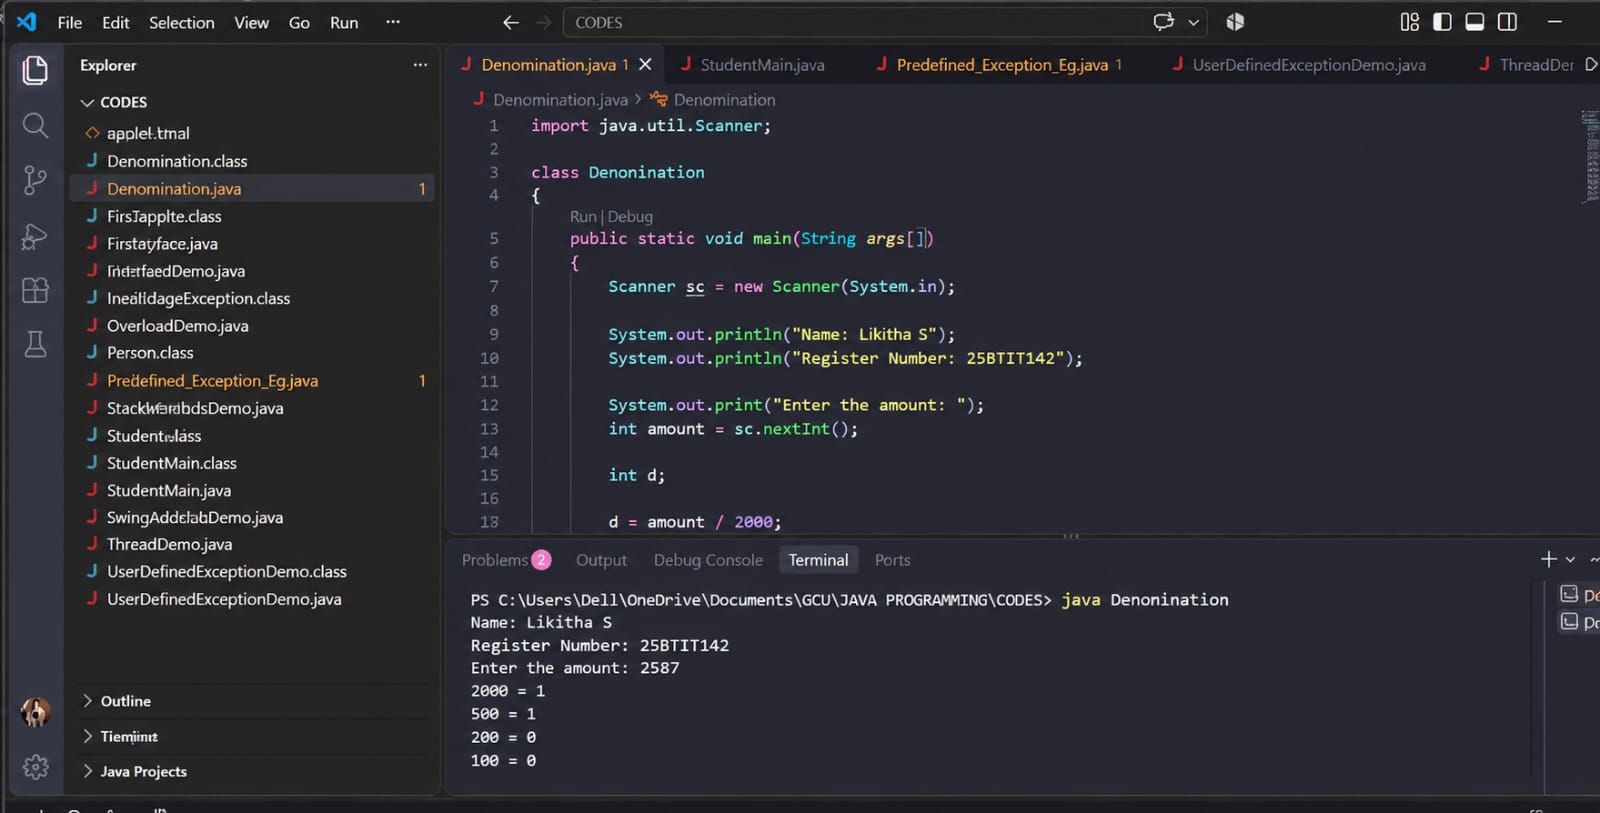 File Edit Selection View Go Run ···
CODES
Explorer ···
CODES
applet.tmal
Denomination.class
Denomination.java 1
Firstayface.java
InealidageException.class
OverloadDemo.java
Person.class
Predefined_Exception_Eg.java 1
StudentMain.class
StudentMain.java
ThreadDemo.java
UserDefinedExceptionDemo.class
UserDefinedExceptionDemo.java
Outline
Java Projects
Denomination.java 1 StudentMain.java Predefined_Exception_Eg.java 1 UserDefinedExceptionDemo.java ThreadDer
Denomination.java > Denomination
1 import java.util.Scanner;
2
3 class Denonination
4 {
Run | Debug
5 public static void main(String args[])
6 {
7 Scanner sc = new Scanner(System.in);
8
9 System.out.println("Name: Likitha S");
10 System.out.println("Register Number: 25BTIT142");
11
12 System.out.print("Enter the amount: ");
13 int amount = sc.nextInt();
14
15 int d;
16
18 d = amount / 2000;
Problems 2 Output Debug Console Terminal Ports
PS C:\Users\Dell\OneDrive\Documents\GCU\JAVA PROGRAMMING\CODES> java Denonination
Name: Likitha S
Register Number: 25BTIT142
Enter the amount: 2587
2000 = 1
500 = 1
200 = 0
100 = 0